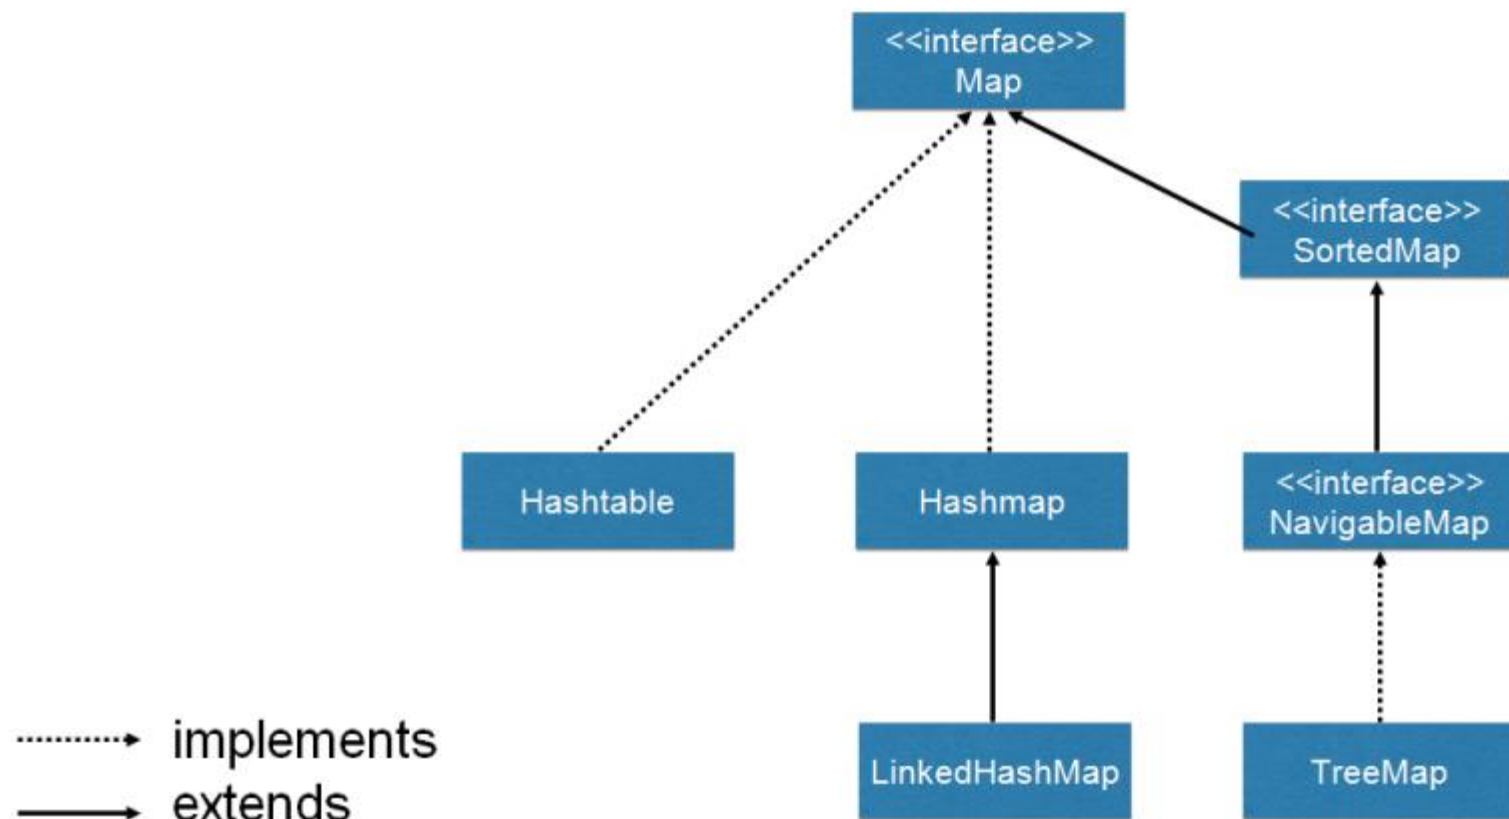 <<interface>>
Map
<<interface>>
SortedMap
Hashtable
Hashmap
<<interface>>
NavigableMap
LinkedHashMap
TreeMap
implements
extends